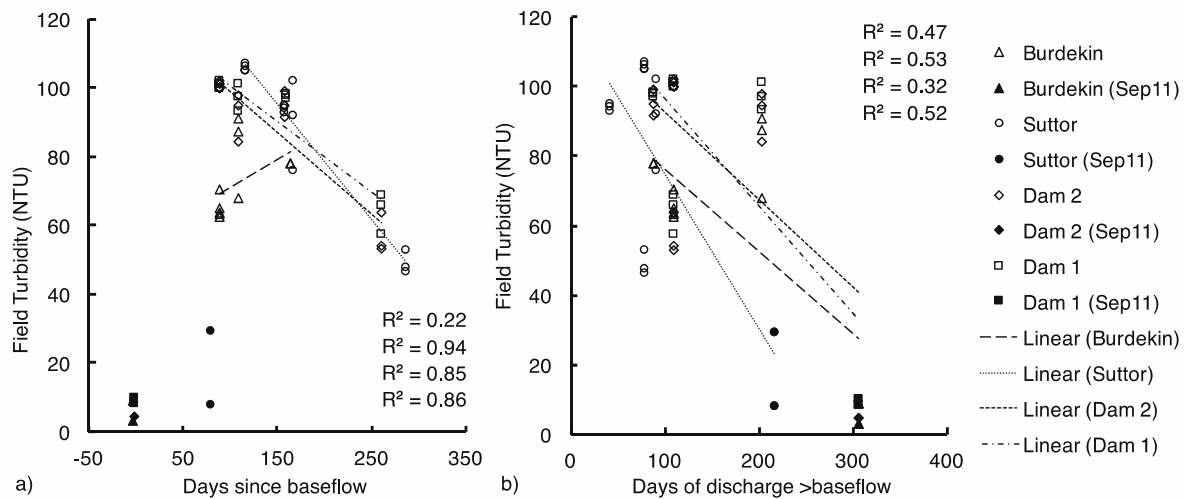 120
100
80
60
40
20
0
Field Turbidity (NTU)
-50
50
150
250
350
Days since baseflow
a)
R² = 0.22
R² = 0.94
R² = 0.85
R² = 0.86
120
100
80
60
40
20
0
Field Turbidity (NTU)
0
100
200
300
400
Days of discharge >baseflow
b)
R² = 0.47
R² = 0.53
R² = 0.32
R² = 0.52
Burdekin
Burdekin (Sep11)
Suttor
Suttor (Sep11)
Dam 2
Dam 2 (Sep11)
Dam 1
Dam 1 (Sep11)
Linear (Burdekin)
Linear (Suttor)
Linear (Dam 2)
Linear (Dam 1)